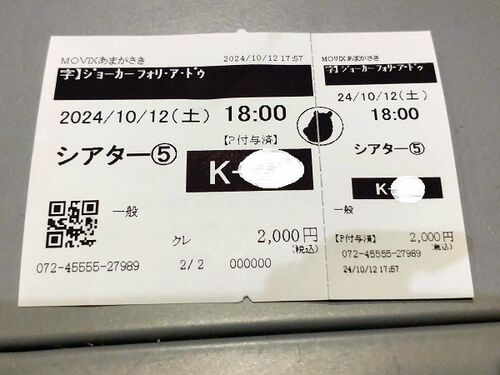 MOVIXあまがさき 2024/10/12 17:57
字】ジョーカー フォリ・ア・ドゥ
2024/10/12(土) 18:00
【P付与済】
シアター⑤ K-
一般
クレ 2,000円
(税込)
072-45555-27989 2/2 000000
MOVIXあまがさき
字】ジョーカー フォリ・ア・ドゥ
24/10/12(土)
18:00
シアター⑤
K-
一般
【P付与済】 2,000円
(税込)
072-45555-27989
24/10/12 17:57